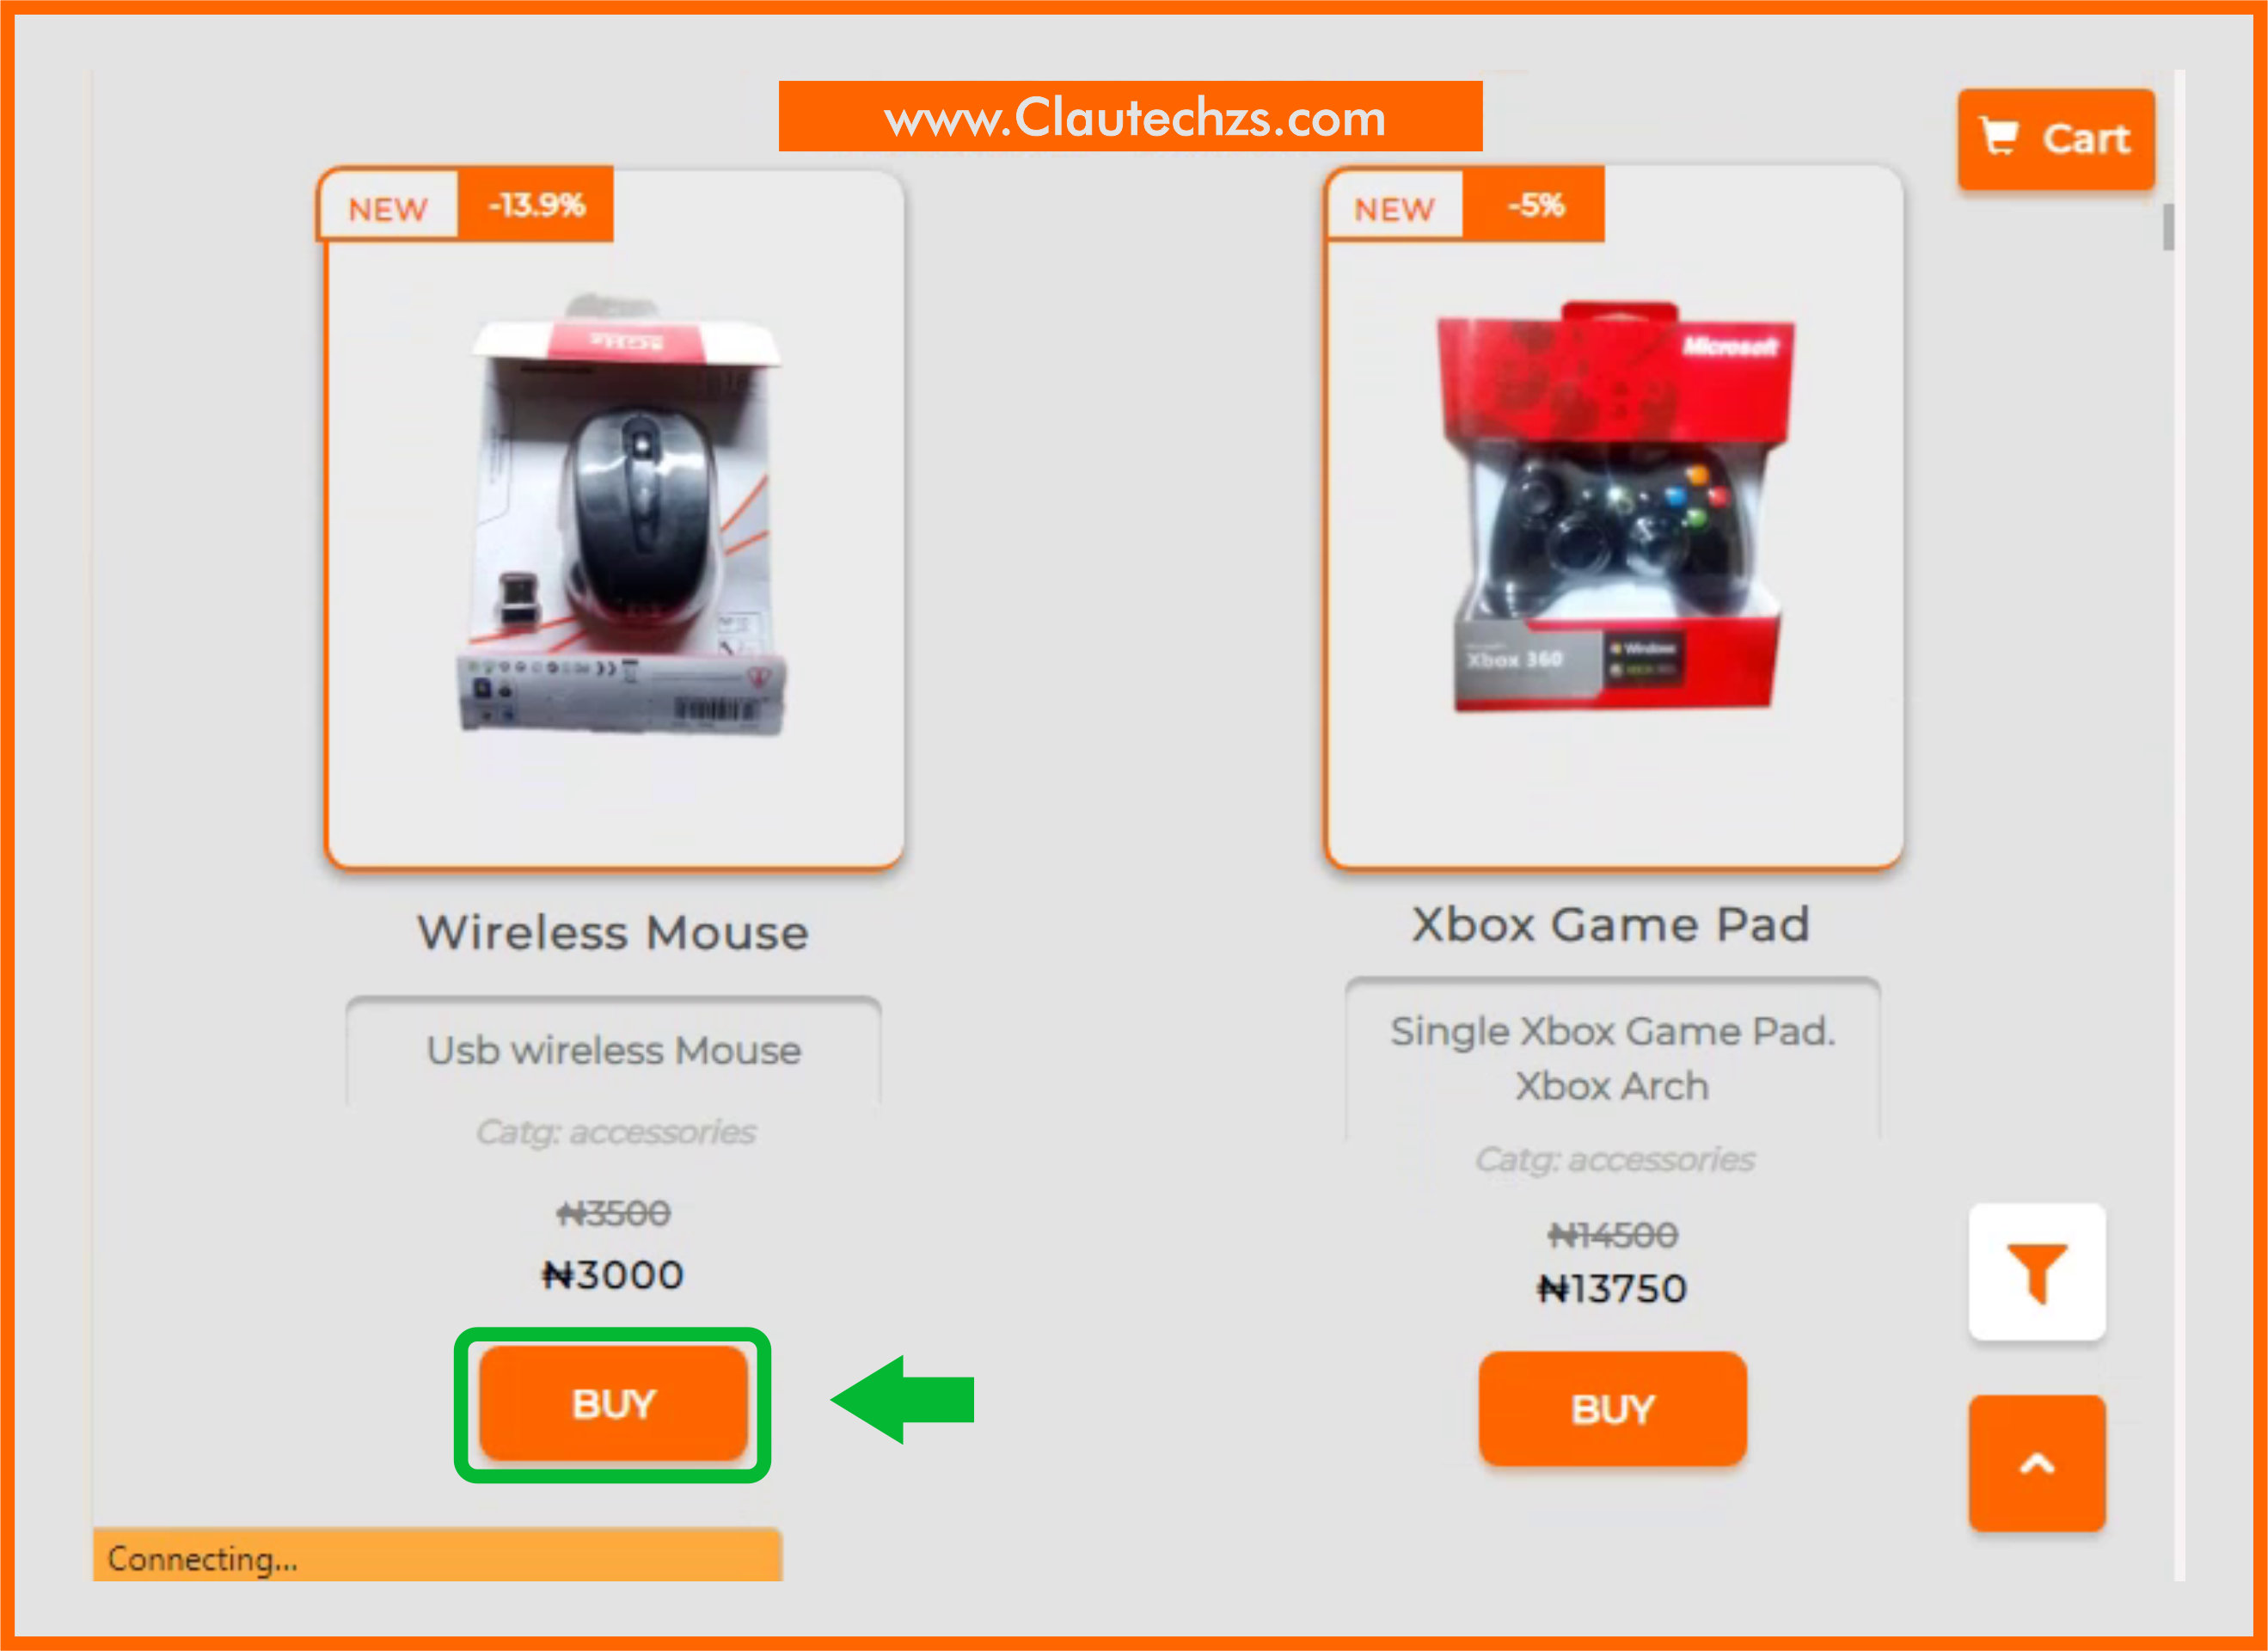 www.Clautechzs.com
Cart
NEW -13.9%
NEW -5%
Microsoft
Xbox 360
Windows
Wireless Mouse
Usb wireless Mouse
Catg: accessories
₦3500
₦3000
BUY
Xbox Game Pad
Single Xbox Game Pad.
Xbox Arch
Catg: accessories
₦14500
₦13750
BUY
Connecting...